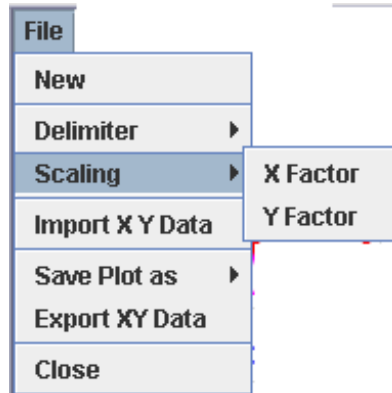 File
New
Delimiter
Scaling
X Factor
Y Factor
Import X Y Data
Save Plot as
Export XY Data
Close